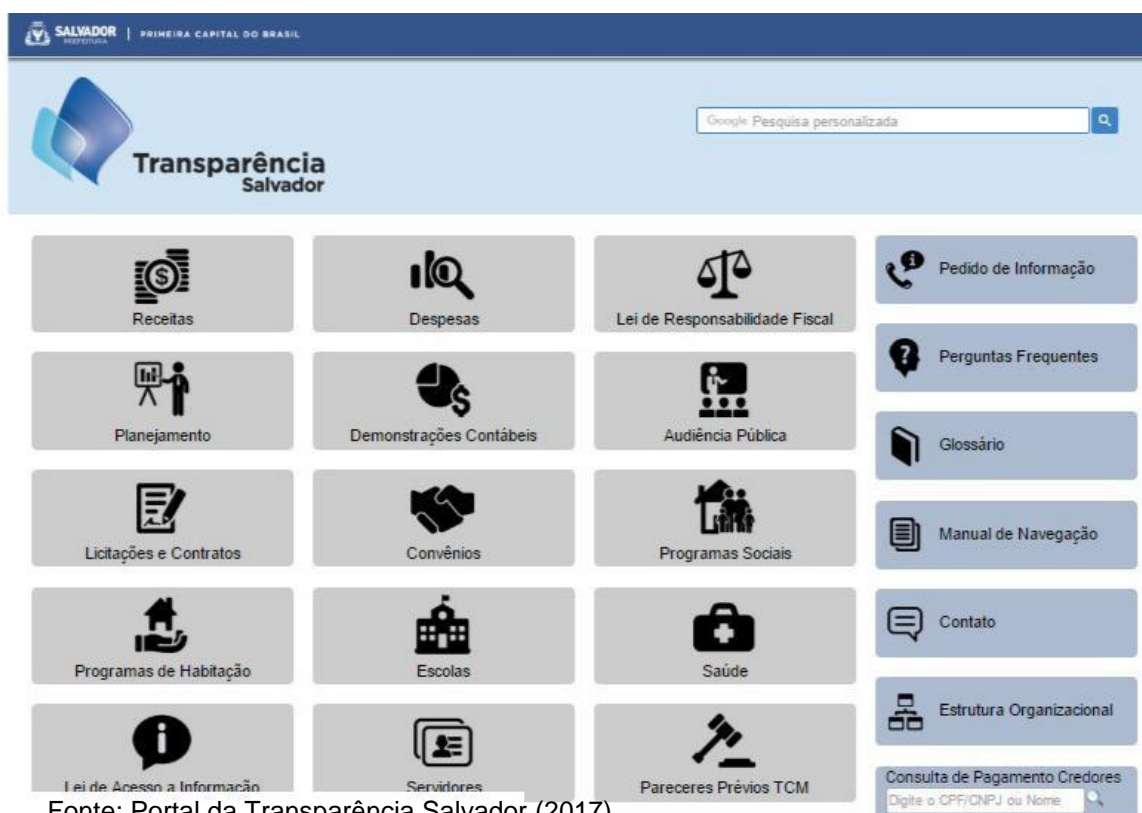 SALVADOR
PREFEITURA
PRIMEIRA CAPITAL DO BRASIL
Transparência
Salvador
Google Pesquisa personalizada
Receitas
Despesas
Lei de Responsabilidade Fiscal
Pedido de Informação
Planejamento
Demonstrações Contábeis
Audiência Pública
Perguntas Frequentes
Glossário
Licitações e Contratos
Convênios
Programas Sociais
Manual de Navegação
Programas de Habitação
Escolas
Saúde
Contato
Estrutura Organizacional
Lei de Acesso a Informação
Servidores
Pareceres Prévios TCM
Consulta de Pagamento Credores
Digite o CPF/CNPJ ou Nome
Fonte: Portal da Transparência Salvador (2017)